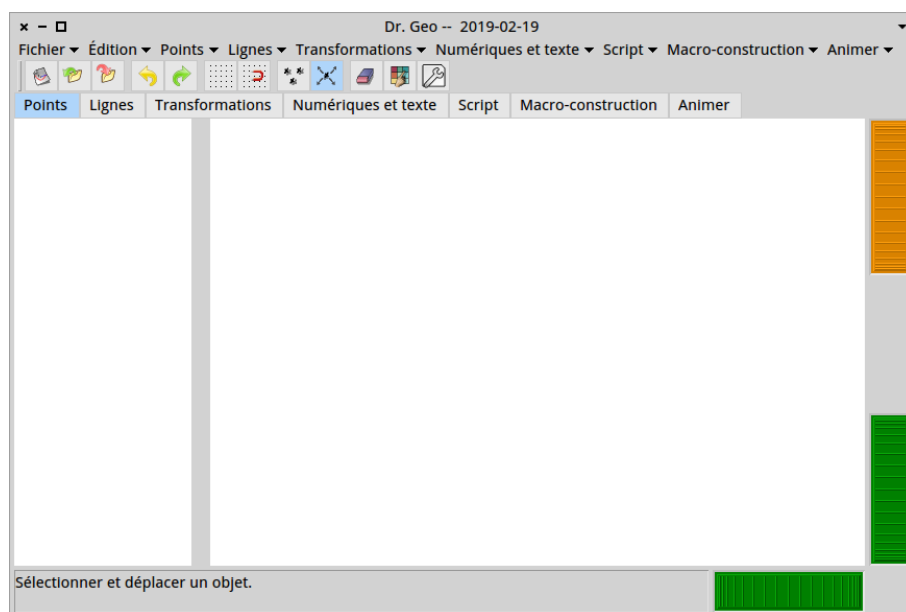 Dr. Geo -- 2019-02-19
Fichier Édition Points Lignes Transformations Numériques et texte Script Macro-construction Animer
Points Lignes Transformations Numériques et texte Script Macro-construction Animer
Sélectionner et déplacer un objet.